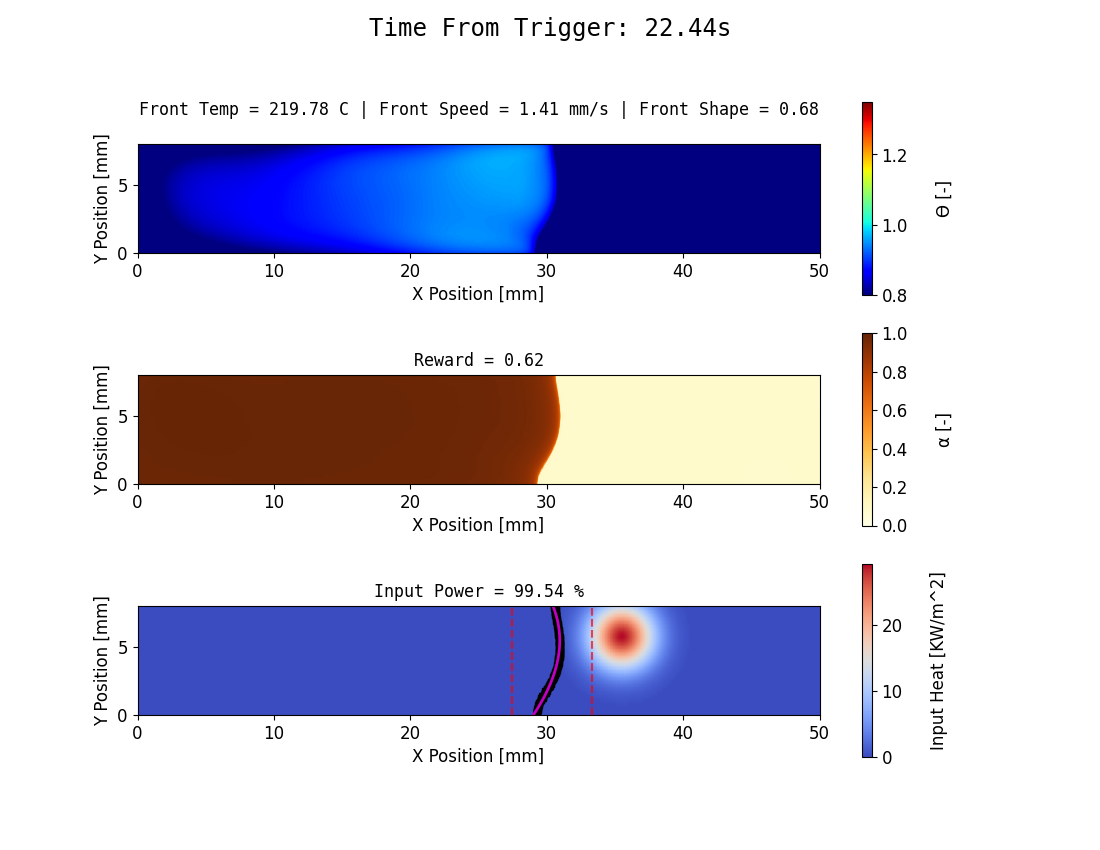 Time From Trigger: 22.44s
Front Temp = 219.78 C | Front Speed = 1.41 mm/s | Front Shape = 0.68
Y Position [mm]
5
0
0 10 20 30 40 50
X Position [mm]
1.2
1.0
0.8
Θ [-]
Reward = 0.62
Y Position [mm]
5
0
0 10 20 30 40 50
X Position [mm]
1.0
0.8
0.6
0.4
0.2
0.0
α [-]
Input Power = 99.54 %
Y Position [mm]
5
0
0 10 20 30 40 50
X Position [mm]
20
10
0
Input Heat [KW/m^2]